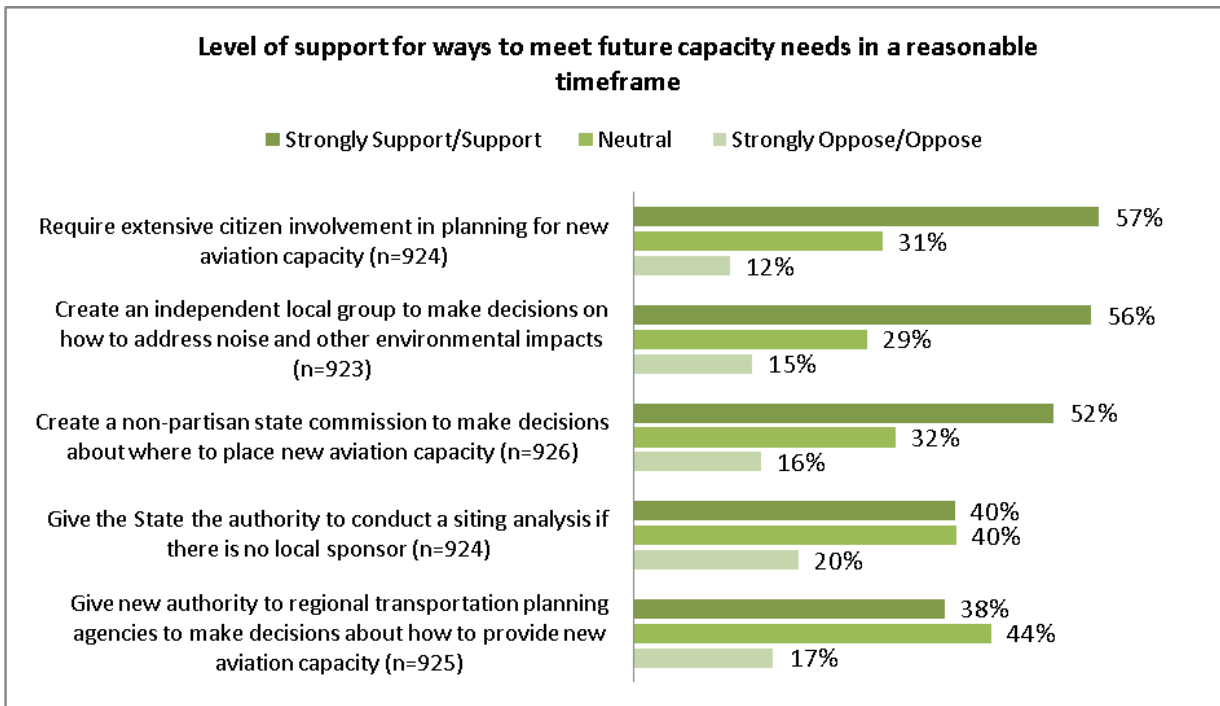 Level of support for ways to meet future capacity needs in a reasonable
timeframe
Strongly Support/Support Neutral Strongly Oppose/Oppose
Require extensive citizen involvement in planning for new
aviation capacity (n=924)
57%
31%
12%
Create an independent local group to make decisions on
how to address noise and other environmental impacts
(n=923)
56%
29%
15%
Create a non-partisan state commission to make decisions
about where to place new aviation capacity (n=926)
52%
32%
16%
Give the State the authority to conduct a siting analysis if
there is no local sponsor (n=924)
40%
40%
20%
Give new authority to regional transportation planning
agencies to make decisions about how to provide new
aviation capacity (n=925)
38%
44%
17%